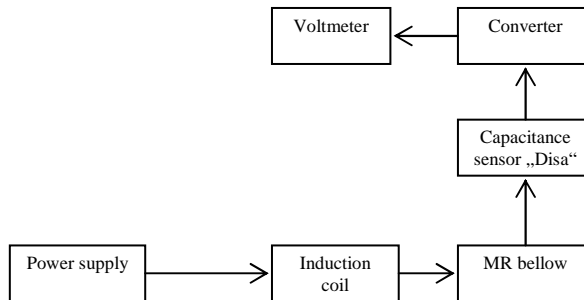 Voltmeter
Converter
Capacitance
sensor „Disa“
Power supply
Induction
coil
MR bellow